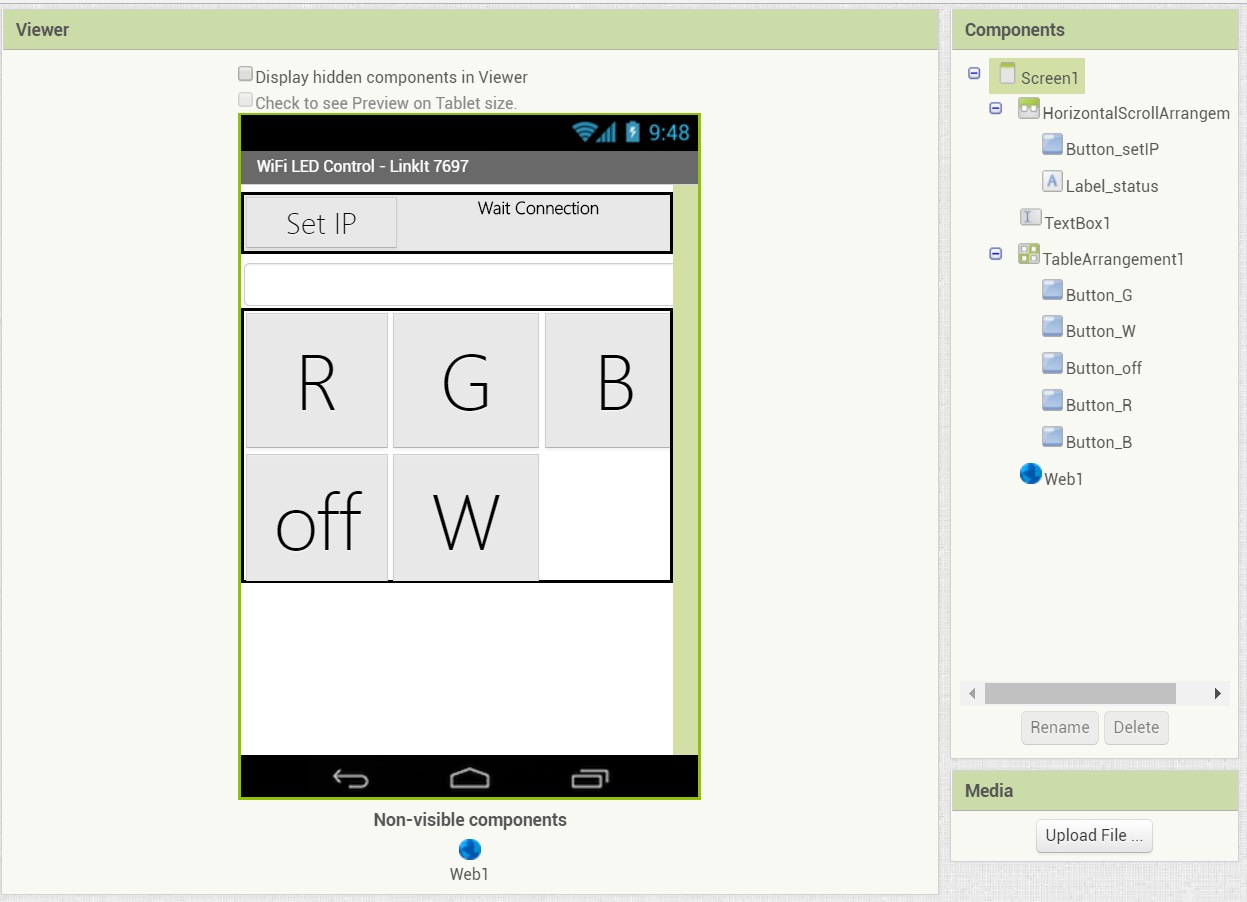 Viewer
Display hidden components in Viewer
Check to see Preview on Tablet size.
9:48
WiFi LED Control - LinkIt 7697
Set IP
Wait Connection
R
G
B
off
W
Non-visible components
Web1
Components
Screen1
HorizontalScrollArrangem
Button_setIP
A
Label_status
TextBox1
TableArrangement1
Button_G
Button_W
Button_off
Button_R
Button_B
Web1
Rename
Delete
Media
Upload File ...